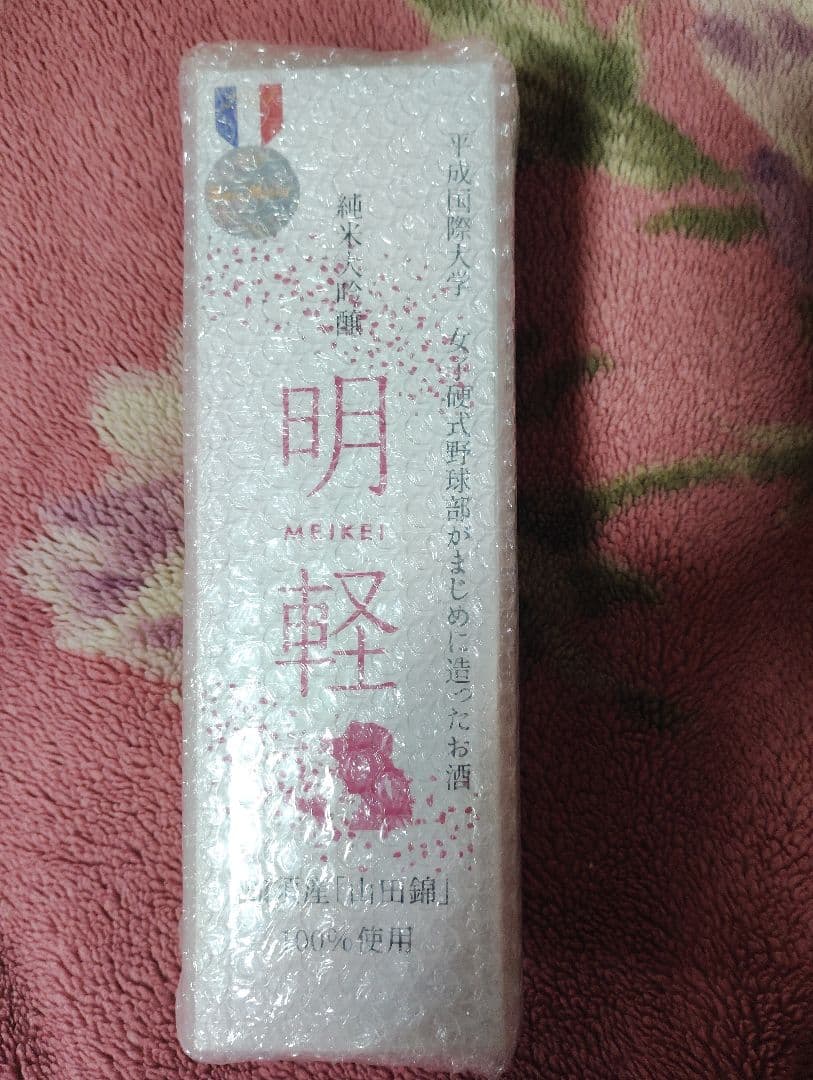 平成国際大学 女子硬式野球部がまじめに造ったお酒
純米大吟醸
明
MEIKEI
軽
産「山田錦」
100%使用